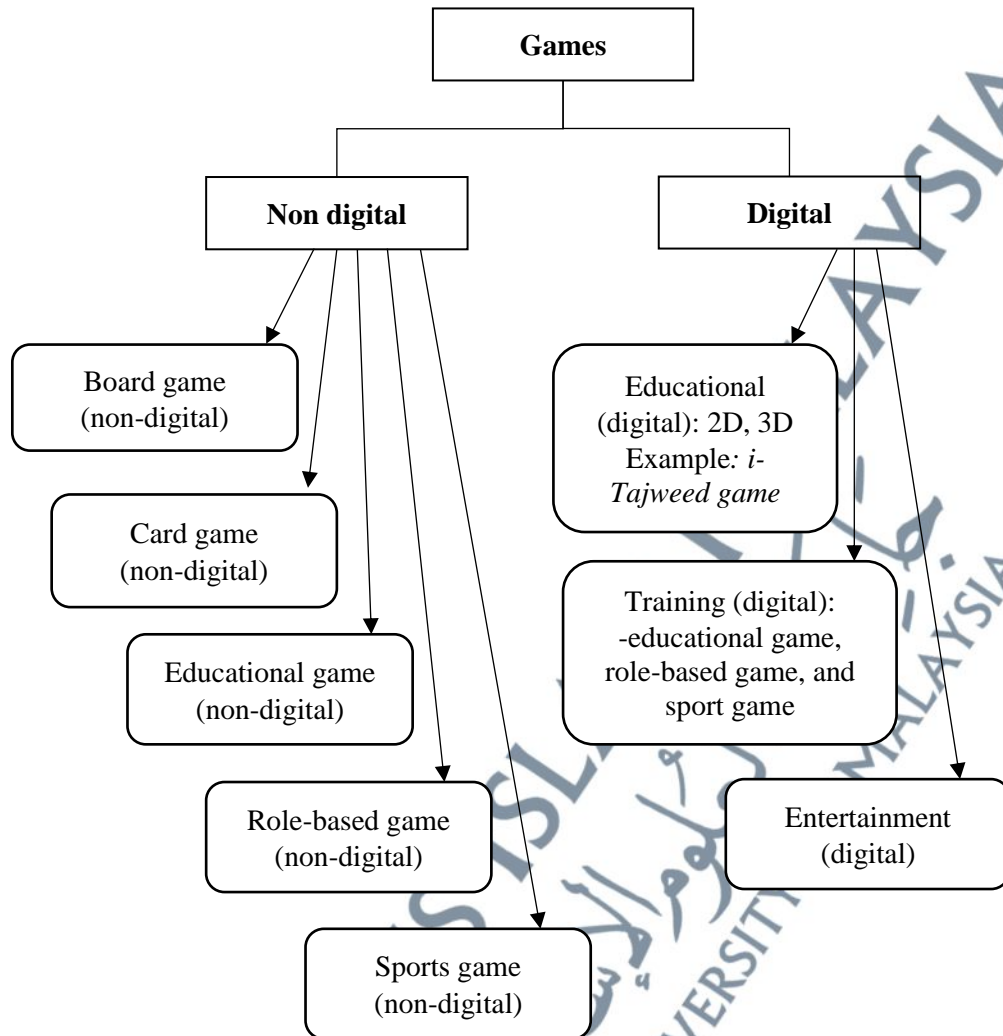 Games
Non digital
Digital
Board game
(non-digital)
Card game
(non-digital)
Educational game
(non-digital)
Role-based game
(non-digital)
Sports game
(non-digital)
Educational
(digital): 2D, 3D
Example: i-
Tajweed game
Training (digital):
-educational game,
role-based game, and
sport game
Entertainment
(digital)
MALAYSIA